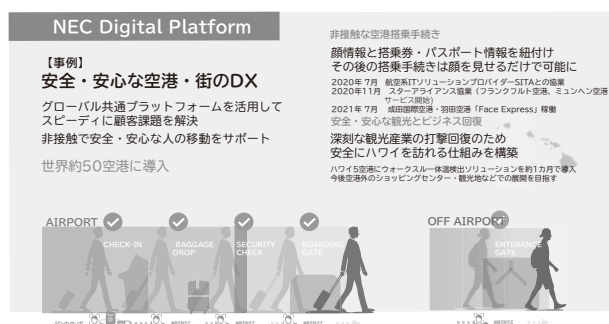 NEC Digital Platform
【事例】
安全・安心な空港・街のDX
グローバル共通プラットフォームを活用して
スピーディに顧客課題を解決
非接触で安全・安心な人の移動をサポート
世界約50空港に導入
非接触な空港搭乗手続き
顔情報と搭乗券・パスポート情報を紐付け
その後の搭乗手続きは顔を見せるだけで可能に
2020年7月 航空系ITソリューションプロバイダーSITAとの協業
2020年11月 スターアライアンス協業（フランクフルト空港、ミュンヘン空港
サービス開始）
2021年7月 成田国際空港・羽田空港「Face Express」稼働
安全・安心な観光とビジネス回復
深刻な観光産業の打撃回復のため
安全にハワイを訪れる仕組みを構築
ハワイ5空港にウォークスルー体温検出ソリューションを約1カ月で導入
今後空港外のショッピングセンター・観光地などでの展開を目指す
AIRPORT
CHECK-IN
BAGGAGE
DROP
SECURITY
CHECK
BOARDING
GATE
OFF AIRPORT
ENTERANCE
GATE